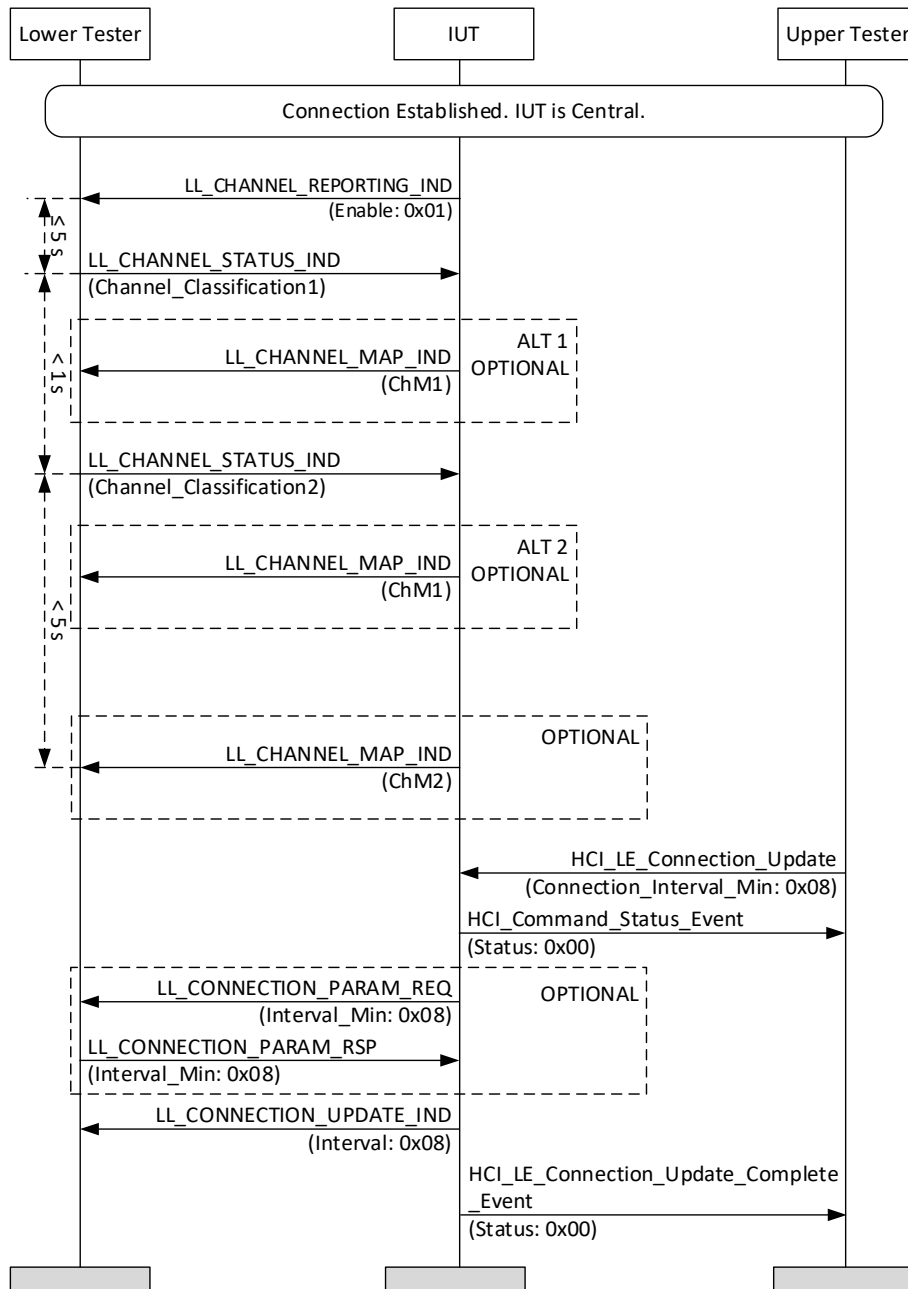 Lower Tester
IUT
Upper Tester
Connection Established. IUT is Central.
LL_CHANNEL_REPORTING_IND
(Enable: 0x01)
≤ 5 s
LL_CHANNEL_STATUS_IND
(Channel_Classification1)
ALT 1
LL_CHANNEL_MAP_IND
OPTIONAL
(ChM1)
< 1s
LL_CHANNEL_STATUS_IND
(Channel_Classification2)
ALT 2
LL_CHANNEL_MAP_IND
OPTIONAL
(ChM1)
< 5s
OPTIONAL
LL_CHANNEL_MAP_IND
(ChM2)
HCI_LE_Connection_Update
(Connection_Interval_Min: 0x08)
HCI_Command_Status_Event
(Status: 0x00)
LL_CONNECTION_PARAM_REQ
OPTIONAL
(Interval_Min: 0x08)
LL_CONNECTION_PARAM_RSP
(Interval_Min: 0x08)
LL_CONNECTION_UPDATE_IND
(Interval: 0x08)
HCI_LE_Connection_Update_Complete
_Event
(Status: 0x00)